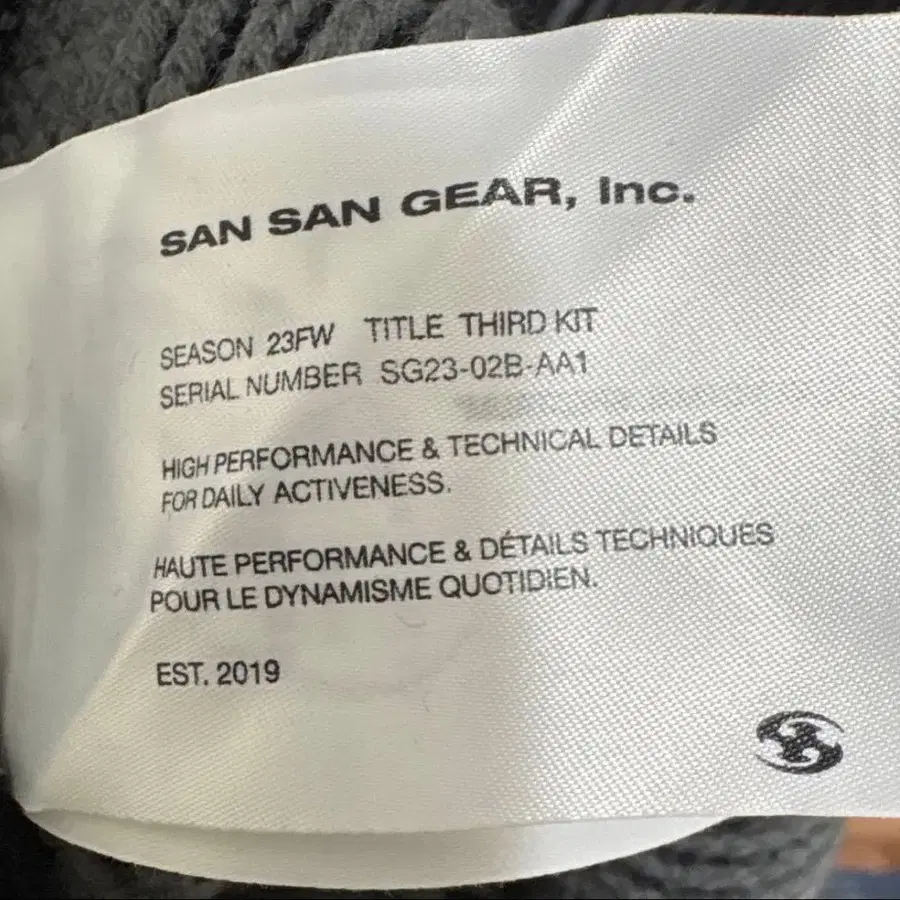 SAN SAN GEAR, Inc.
SEASON 23FW TITLE THIRD KIT
SERIAL NUMBER SG23-02B-AA1
HIGH PERFORMANCE & TECHNICAL DETAILS
FOR DAILY ACTIVENESS.
HAUTE PERFORMANCE & DÉTAILS TECHNIQUES
POUR LE DYNAMISME QUOTIDIEN.
EST. 2019